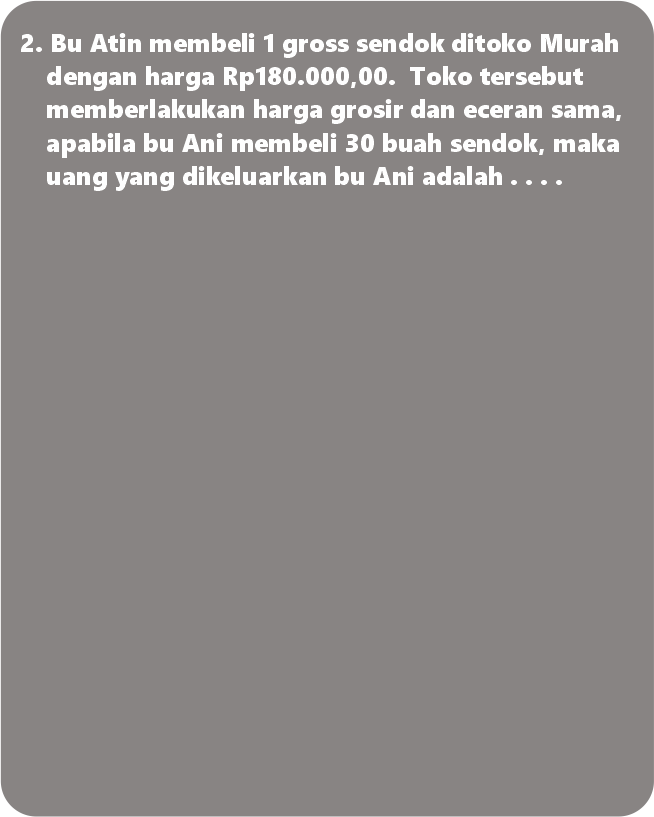 2. Bu Atin membeli 1 gross sendok ditoko Murah
dengan harga Rp180.000,00. Toko tersebut
memberlakukan harga grosir dan eceran sama,
apabila bu Ani membeli 30 buah sendok, maka
uang yang dikeluarkan bu Ani adalah . . . .